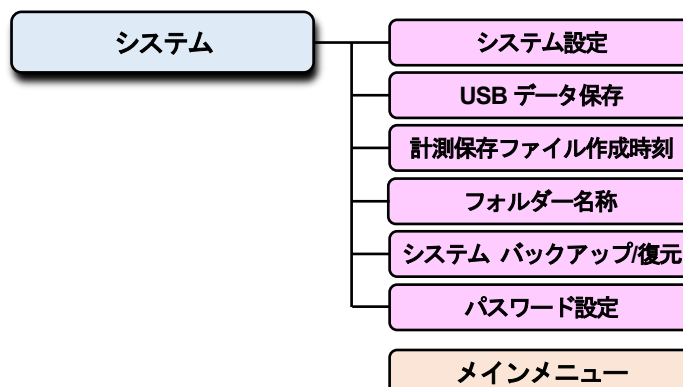 システム
システム設定
USB データ保存
計測保存ファイル作成時刻
フォルダー名称
システム バックアップ/復元
パスワード設定
メインメニュー